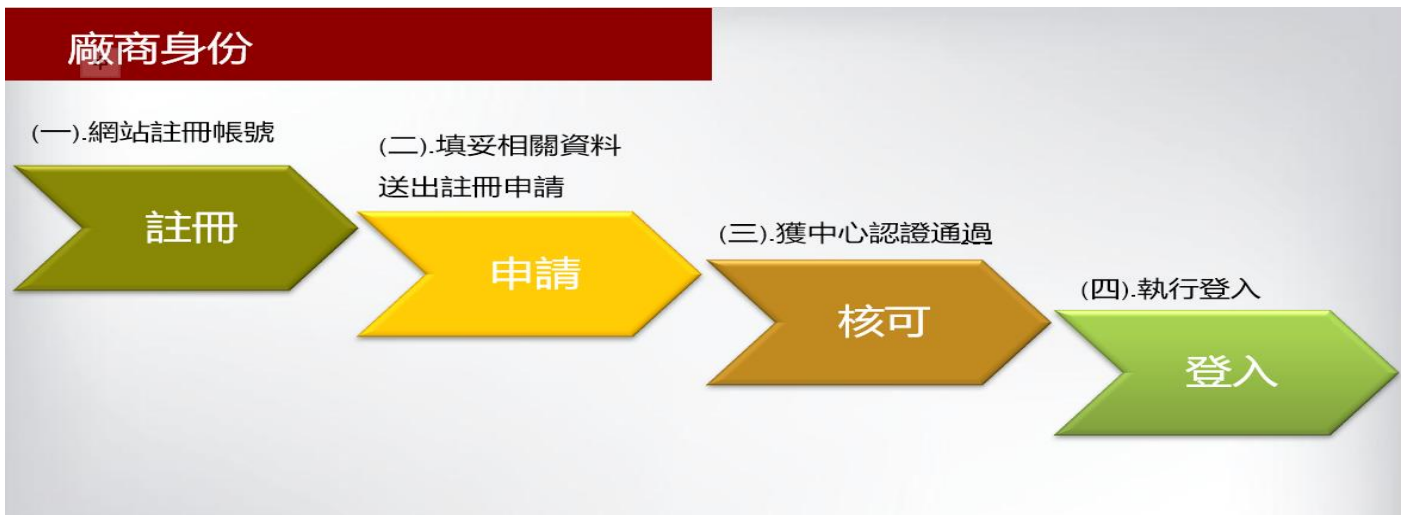 廠商身份
(一).網站註冊帳號
註冊
(二).填妥相關資料
送出註冊申請
申請
(三).獲中心認證通過
核可
(四).執行登入
登入